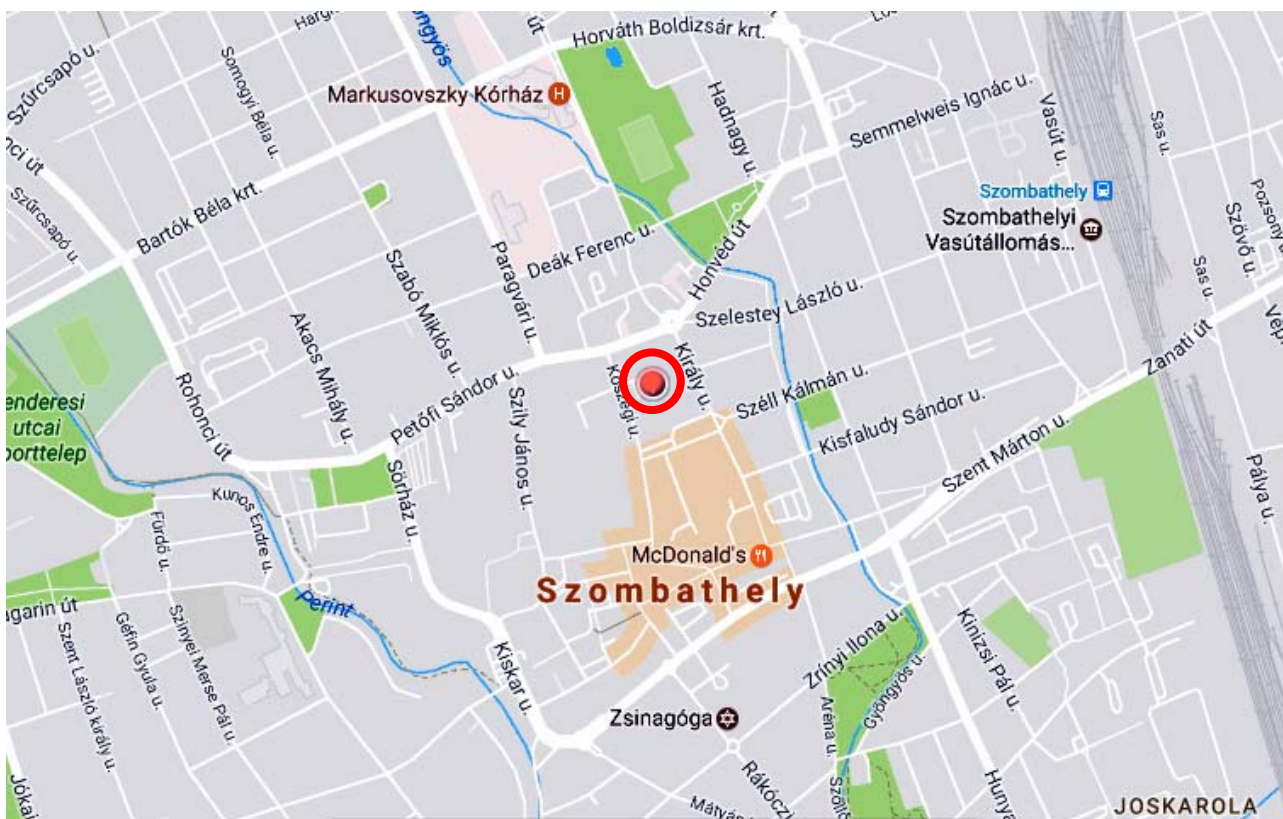 Szűrcsapó u.
Somogyi Béla u.
Horváth Boldizsár krt.
Markusovszky Kórház
H
Hadnagy u.
Semmelweis Ignác u.
Vasút u.
Sas u.
Szűrcsapó u.
Bartók Béla krt.
Szombathely
Szombathelyi
Vasútállomás...
Pozsony u.
Szövő u.
Paragvári u.
Deák Ferenc u.
Honvéd út
Szabó Miklós u.
Szelestey László u.
Sas u.
Akacs Mihály u.
Zanati út
Király u.
Kőszegi u.
Petőfi Sándor u.
Széll Kálmán u.
Rohonci út
Szily János u.
Kisfaludy Sándor u.
utcai
Sörház u.
Szent Márton u.
Pálya u.
Kunos Endre u.
Fürdő u.
McDonald's
Szombathely
Perint
Géfin Gyula u.
Szinyei Merse Pál u.
Szent László király u.
Kiskar u.
Zrínyi Ilona u.
Kinizsi Pál u.
Gyöngyös u.
Aréna u.
Zsinagóga
Rákóczi
JOSKAROLA